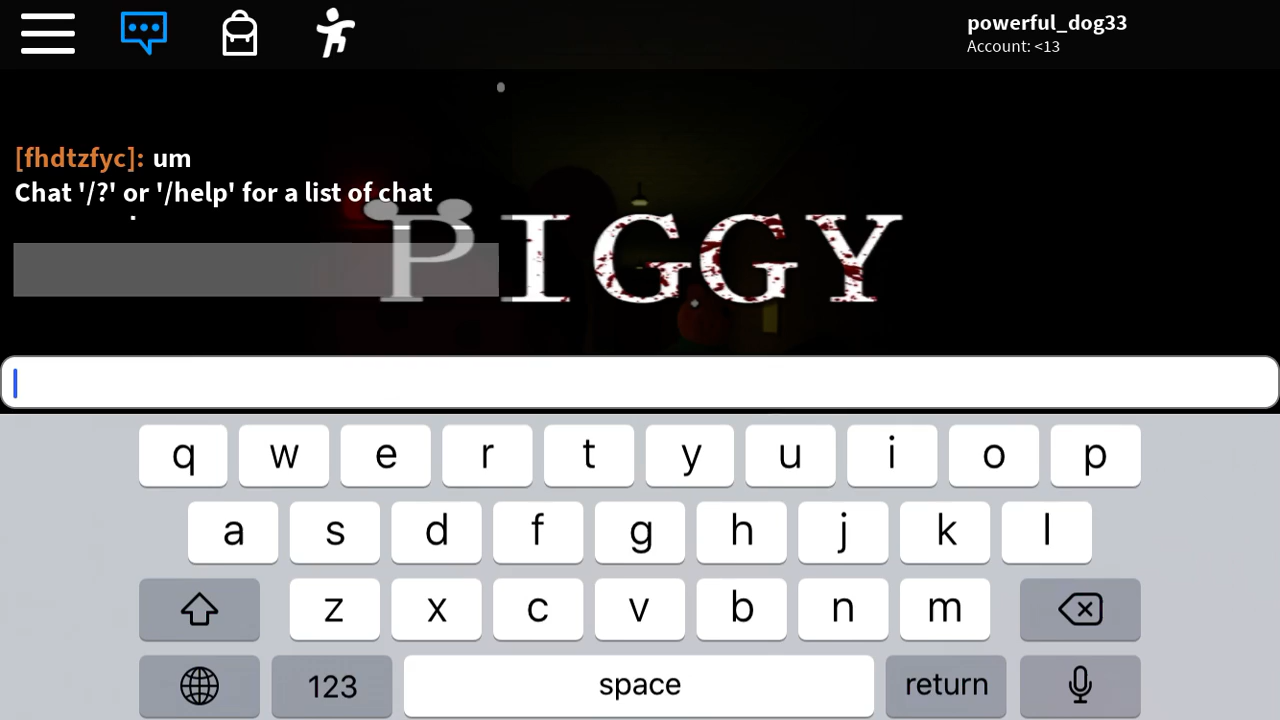 powerful_dog33
Account: <13
[fhdtzfyc]: um
Chat '/?' or '/help' for a list of chat
PIGGY
q w e r t y u i o p
a s d f g h j k l
z x c v b n m
123 space return